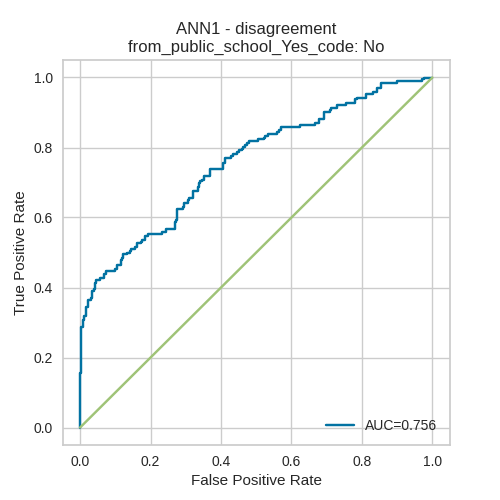 ANN1 - disagreement
from_public_school_Yes_code: No
True Positive Rate
1.0
0.8
0.6
0.4
0.2
0.0
AUC=0.756
0.0 0.2 0.4 0.6 0.8 1.0
False Positive Rate